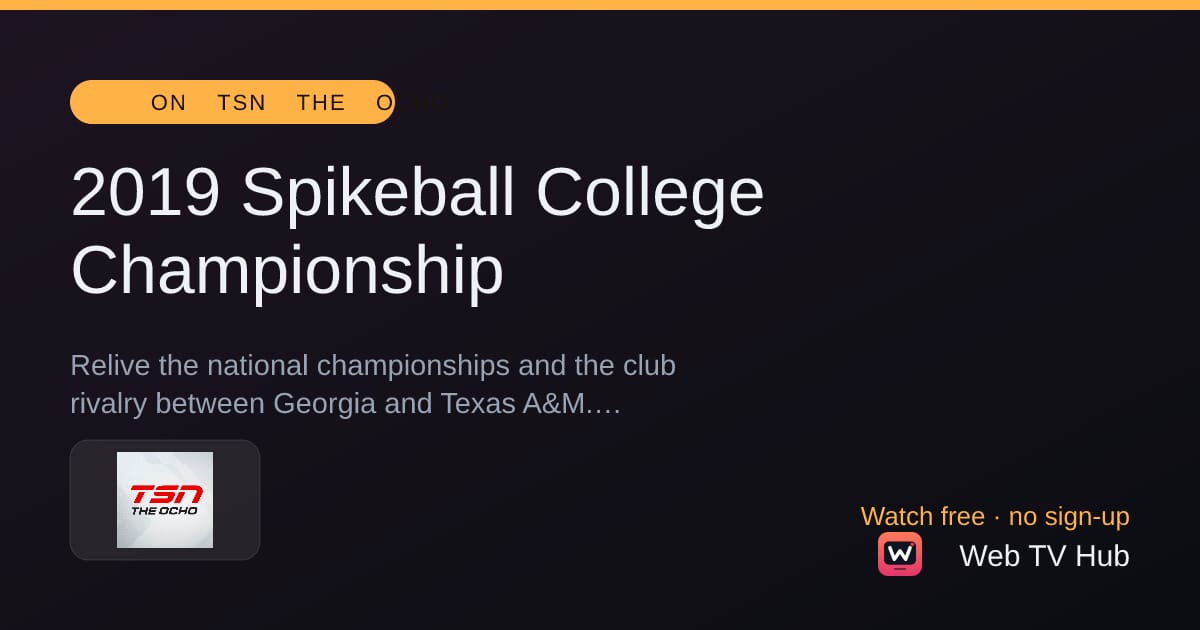 ON TSN THE OCHO
2019 Spikeball College
Championship
Relive the national championships and the club
rivalry between Georgia and Texas A&M.…
TSN
THE OCHO
Watch free · no sign-up
W
Web TV Hub